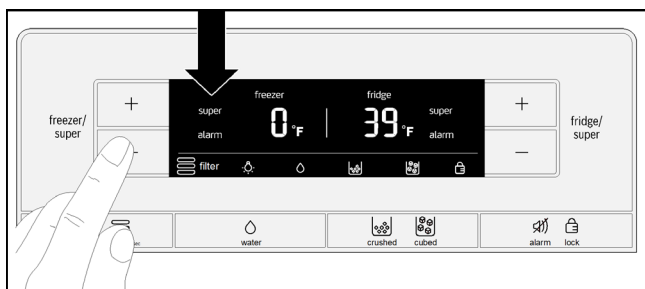 freezer fridge
super super
0°F 39°F
alarm alarm
filter
freezer/
super
+
+
−
fridge/
super
water
crushed cubed
alarm lock